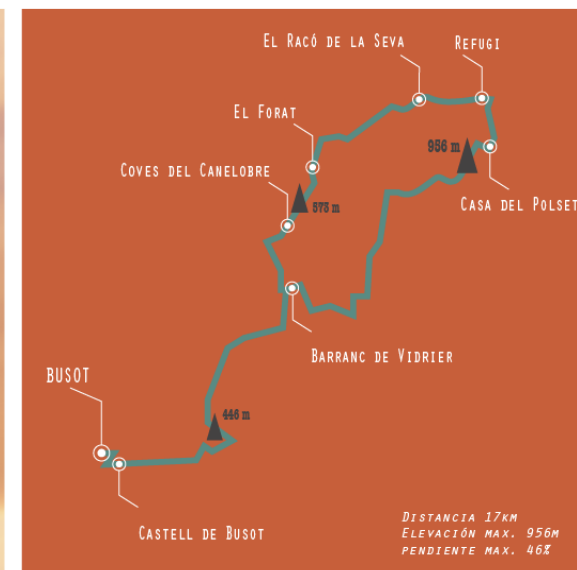 El Racó de la Seva
Refugi
El Forat
956 m
Coves del Canelobre
573 m
Casa del Polset
Barranc de Vidrier
BUSOT
446 m
Castell de Busot
Distancia 17km
Elevación max. 956m
pendiente max. 46%